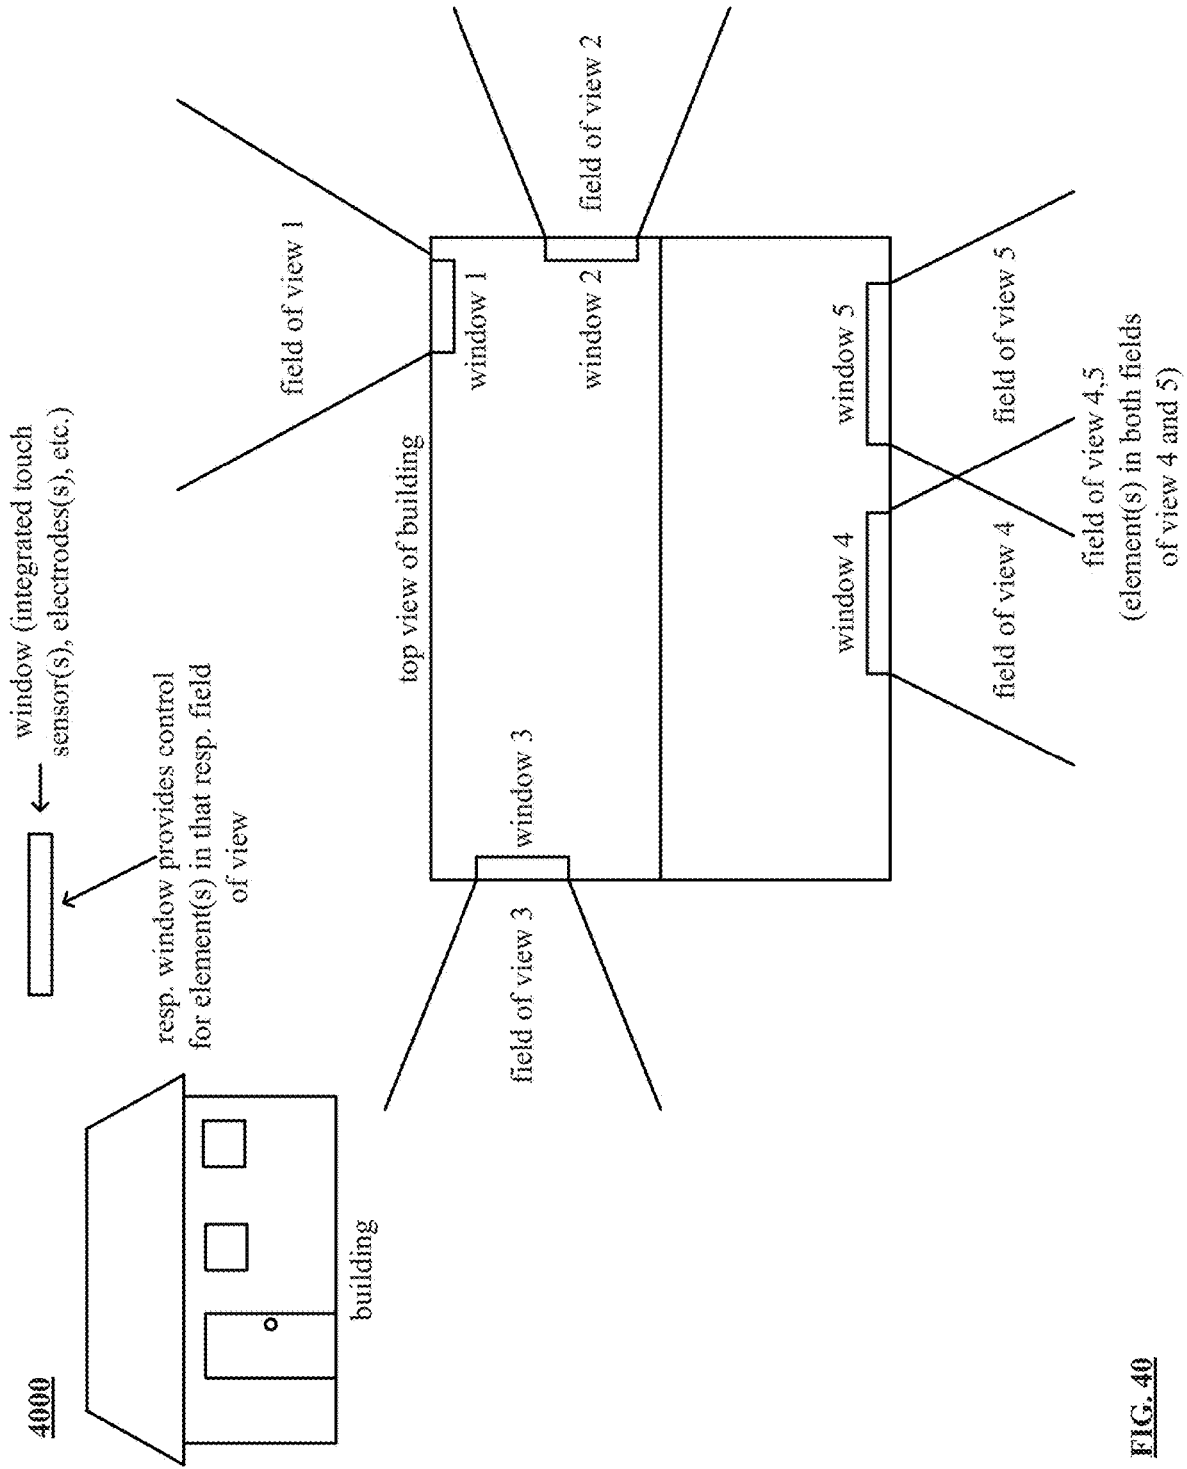 4000
window (integrated touch
sensor(s), electrodes(s), etc.)
resp. window provides control
for element(s) in that resp. field
of view
building
top view of building
field of view 1
window 1
field of view 2
window 2
field of view 3
window 3
window 4
field of view 4
window 5
field of view 5
field of view 4,5
(element(s) in both fields
of view 4 and 5)
FIG. 40